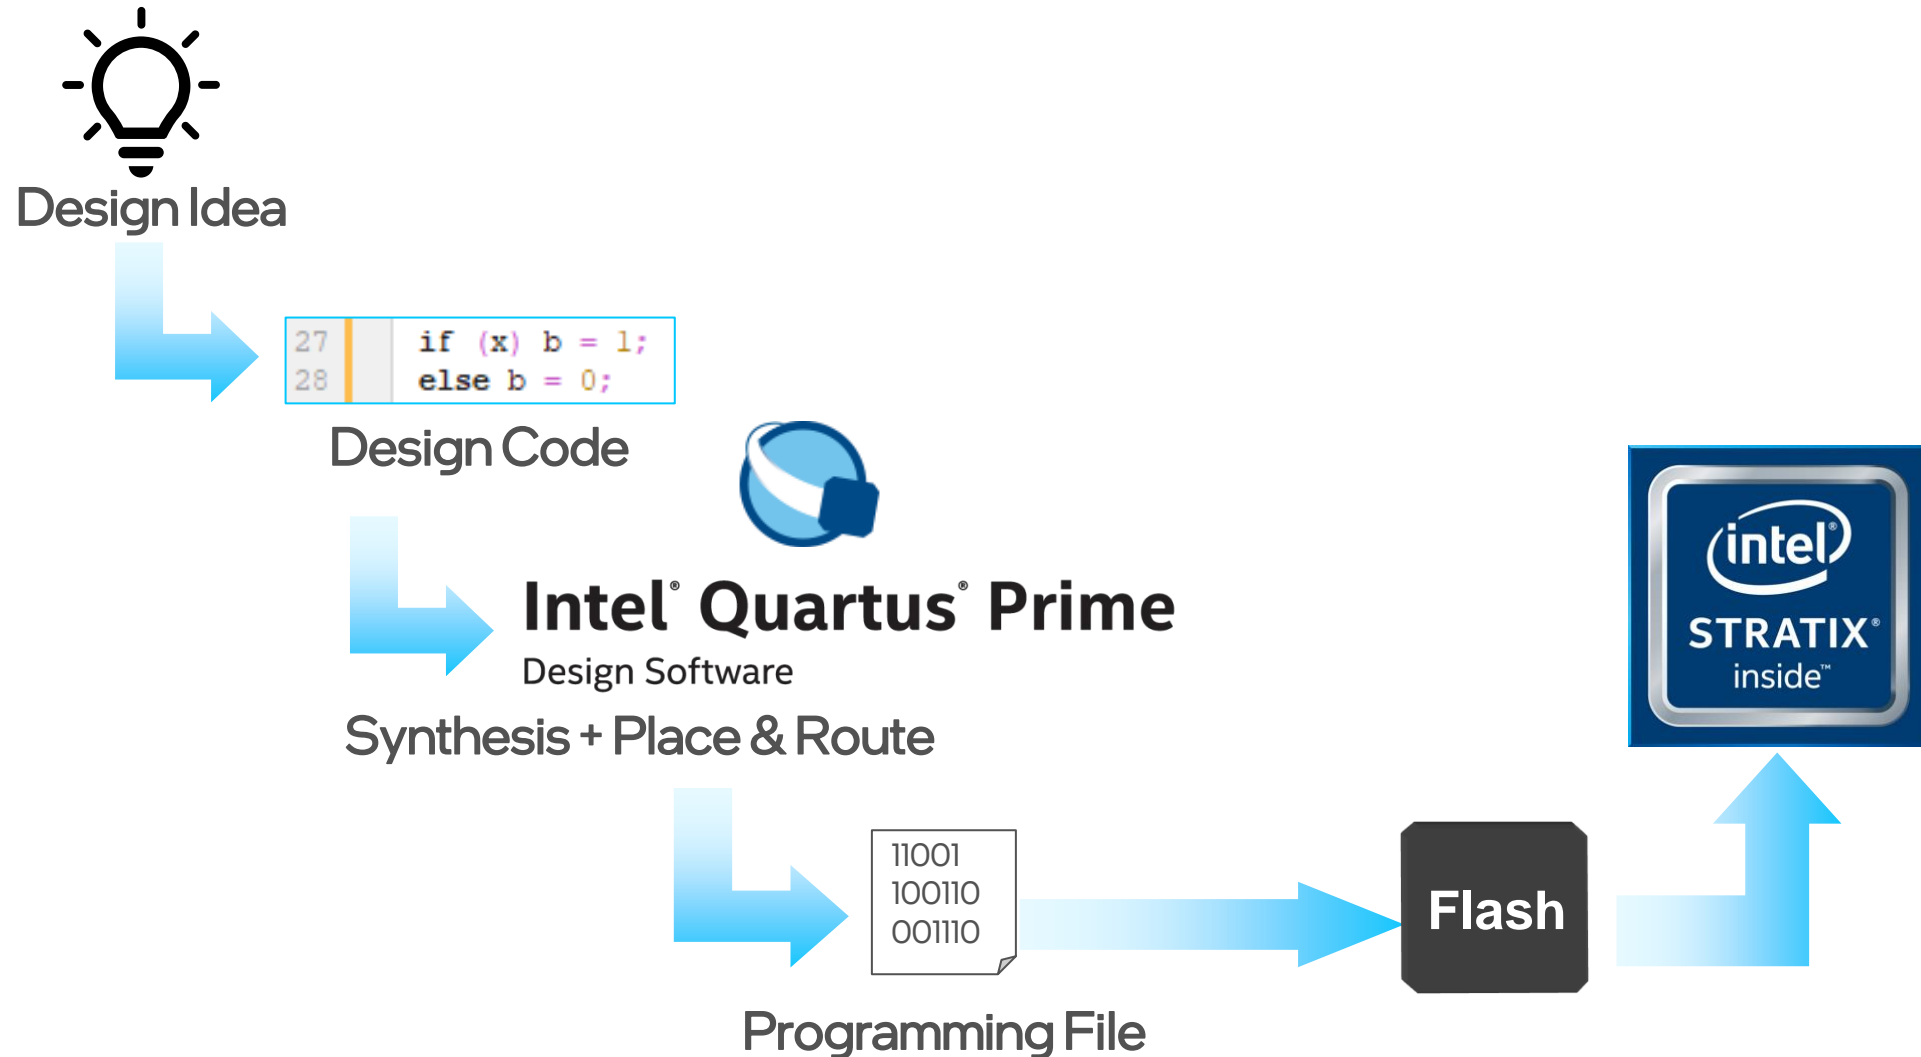 Design Idea
27 if (x) b = 1;
28 else b = 0;
Design Code
Intel® Quartus® Prime
Design Software
Synthesis + Place & Route
11001
100110
001110
Programming File
Flash
intel®
STRATIX®
inside™